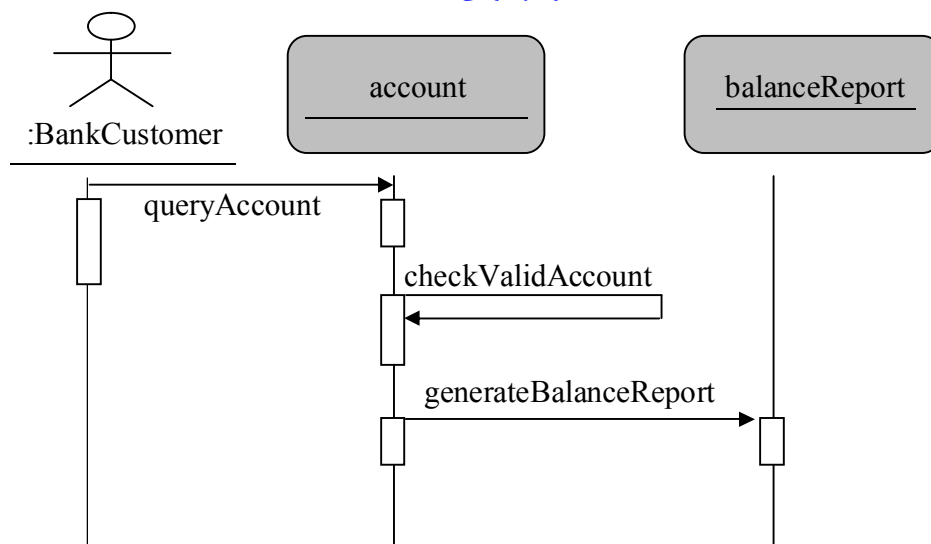 account
balanceReport
:BankCustomer
queryAccount
checkValidAccount
generateBalanceReport